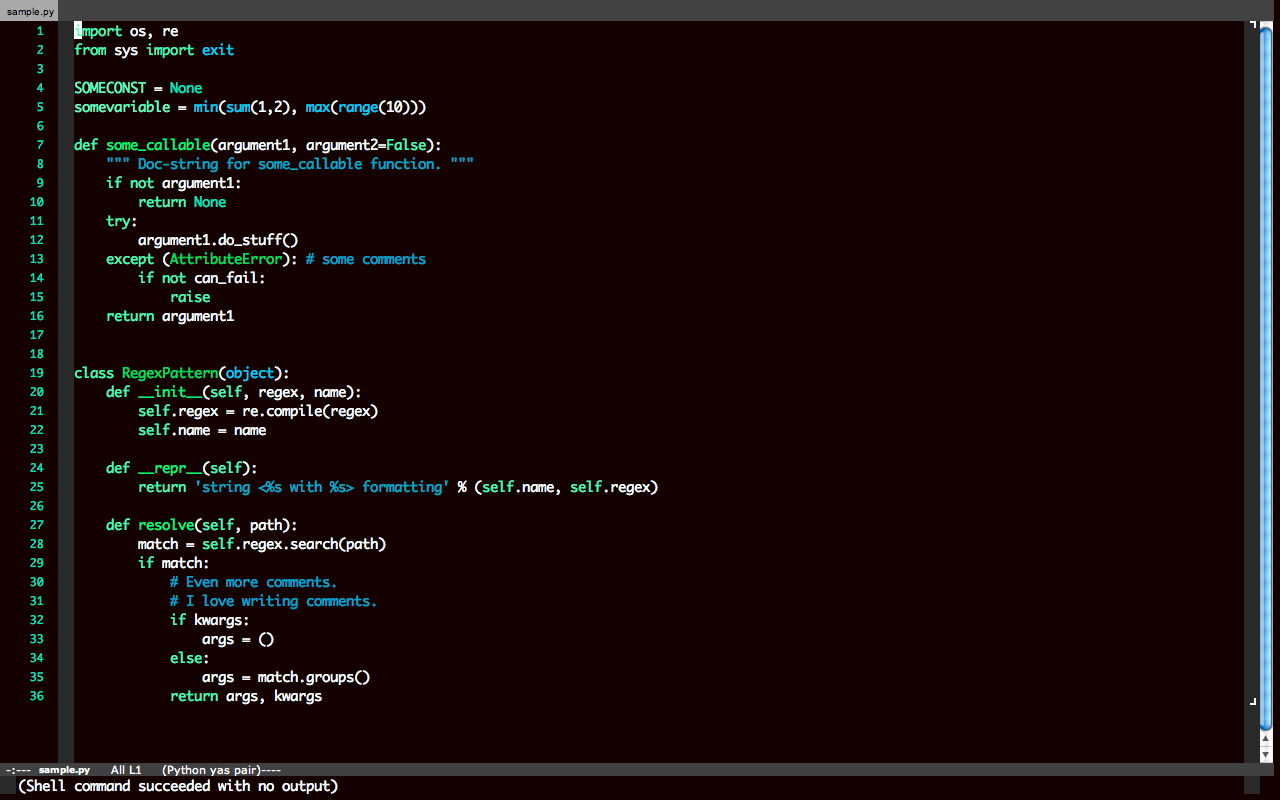 sample.py
1 import os, re
2 from sys import exit
3
4 SOMECONST = None
5 somevariable = min(sum(1,2), max(range(10)))
6
7 def some_callable(argument1, argument2=False):
8     """ Doc-string for some_callable function. """
9     if not argument1:
10         return None
11     try:
12         argument1.do_stuff()
13     except (AttributeError): # some comments
14         if not can_fail:
15             raise
16     return argument1
17
18
19 class RegexPattern(object):
20     def __init__(self, regex, name):
21         self.regex = re.compile(regex)
22         self.name = name
23
24     def __repr__(self):
25         return 'string <%s with %s> formatting' % (self.name, self.regex)
26
27     def resolve(self, path):
28         match = self.regex.search(path)
29         if match:
30             # Even more comments.
31             # I love writing comments.
32             if kwargs:
33                 args = ()
34             else:
35                 args = match.groups()
36             return args, kwargs
-:--- sample.py All L1 (Python yas pair)----
(Shell command succeeded with no output)